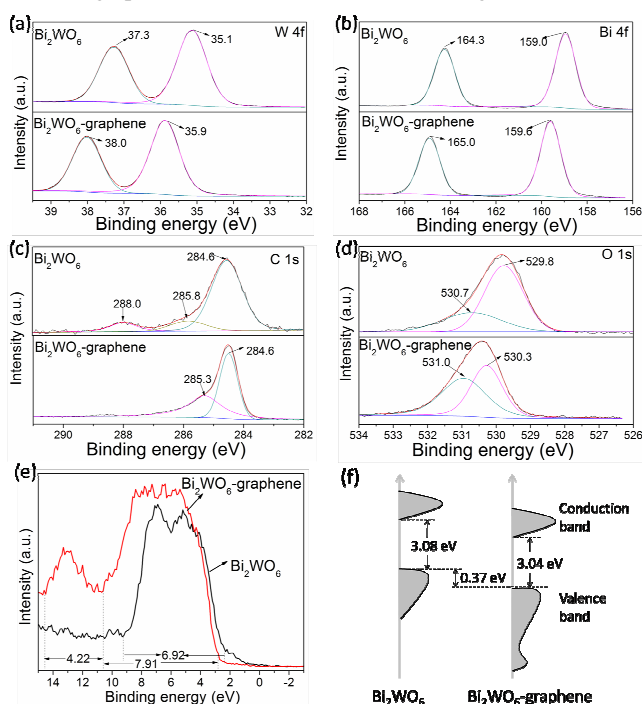 (a)
W 4f
Bi₂WO₆
37.3
35.1
Bi₂WO₆-graphene
38.0
35.9
Intensity (a.u.)
39 38 37 36 35 34 33 32
Binding energy (eV)
(b)
Bi 4f
Bi₂WO₆
164.3
159.0
Bi₂WO₆-graphene
165.0
159.6
Intensity (a.u.)
168 166 164 162 160 158 156
Binding energy (eV)
(c)
C 1s
Bi₂WO₆
284.6
285.8
288.0
Bi₂WO₆-graphene
284.6
285.3
Intensity (a.u.)
290 288 286 284 282
Binding energy (eV)
(d)
O 1s
Bi₂WO₆
529.8
530.7
Bi₂WO₆-graphene
531.0
530.3
Intensity (a.u.)
534 533 532 531 530 529 528 527 526
Binding energy (eV)
(e)
Bi₂WO₆-graphene
Bi₂WO₆
6.92
4.22
7.91
Intensity (a.u.)
14 12 10 8 6 4 2 0 -2
Binding energy (eV)
(f)
Conduction
band
3.08 eV
3.04 eV
0.37 eV
Valence
band
Bi₂WO₆
Bi₂WO₆-graphene